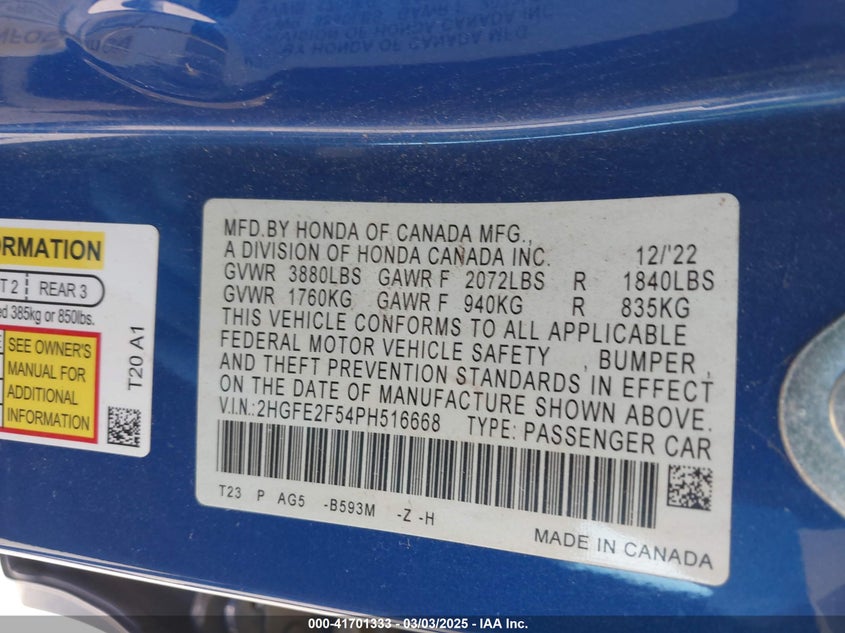 ORMATION
T 2 | REAR 3
ed 385kg or 850lbs.
SEE OWNER'S
MANUAL FOR
ADDITIONAL
INFORMATION
T20 A1
MFD.BY HONDA OF CANADA MFG.,
A DIVISION OF HONDA CANADA INC. 12/'22
GVWR 3880LBS GAWR F 2072LBS R 1840LBS
GVWR 1760KG GAWR F 940KG R 835KG
THIS VEHICLE CONFORMS TO ALL APPLICABLE
FEDERAL MOTOR VEHICLE SAFETY , BUMPER ,
AND THEFT PREVENTION STANDARDS IN EFFECT
ON THE DATE OF MANUFACTURE SHOWN ABOVE.
V.I.N.:2HGFE2F54PH516668 TYPE: PASSENGER CAR
T23 P AG5 -B593M -Z -H
MADE IN CANADA
000-41701333 / 03/03/2025 - IAA Inc.